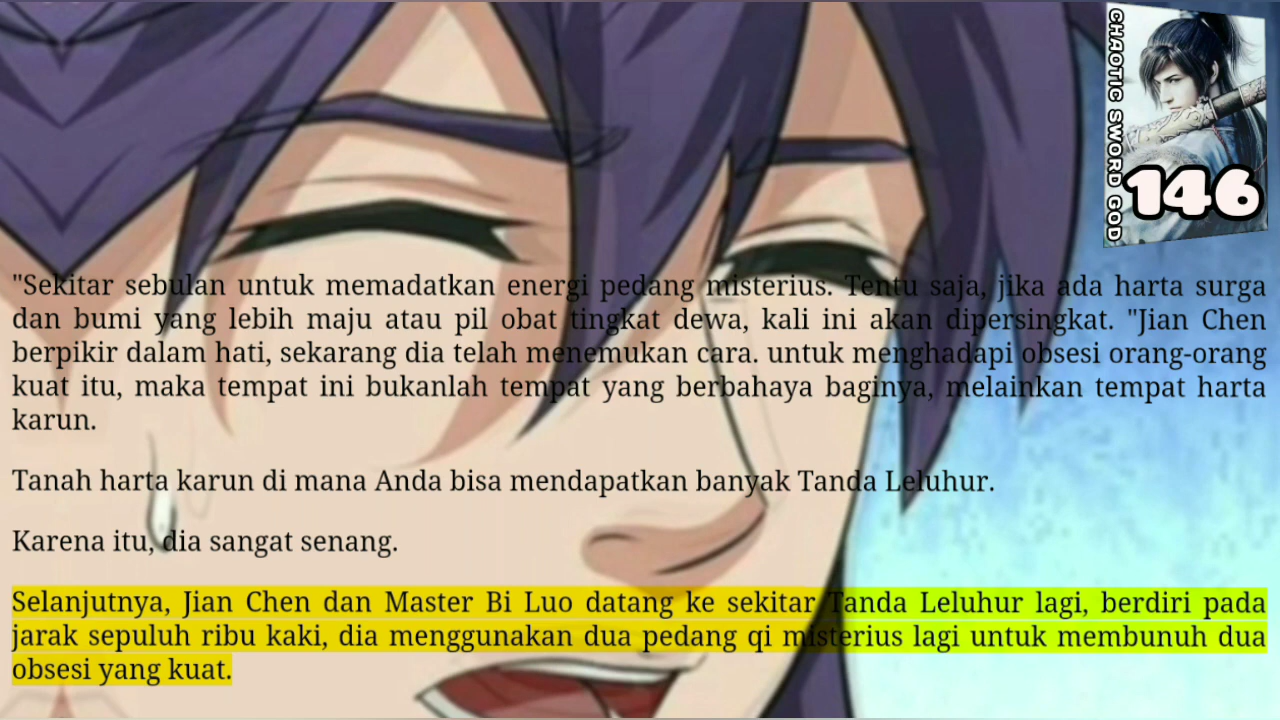 CHAOTIC SWORD GOD
146
"Sekitar sebulan untuk memadatkan energi pedang misterius. Tentu saja, jika ada harta surga
dan bumi yang lebih maju atau pil obat tingkat dewa, kali ini akan dipersingkat. "Jian Chen
berpikir dalam hati, sekarang dia telah menemukan cara. untuk menghadapi obsesi orang-orang
kuat itu, maka tempat ini bukanlah tempat yang berbahaya baginya, melainkan tempat harta
karun.
Tanah harta karun di mana Anda bisa mendapatkan banyak Tanda Leluhur.
Karena itu, dia sangat senang.
Selanjutnya, Jian Chen dan Master Bi Luo datang ke sekitar Tanda Leluhur lagi, berdiri pada
jarak sepuluh ribu kaki, dia menggunakan dua pedang qi misterius lagi untuk membunuh dua
obsesi yang kuat.